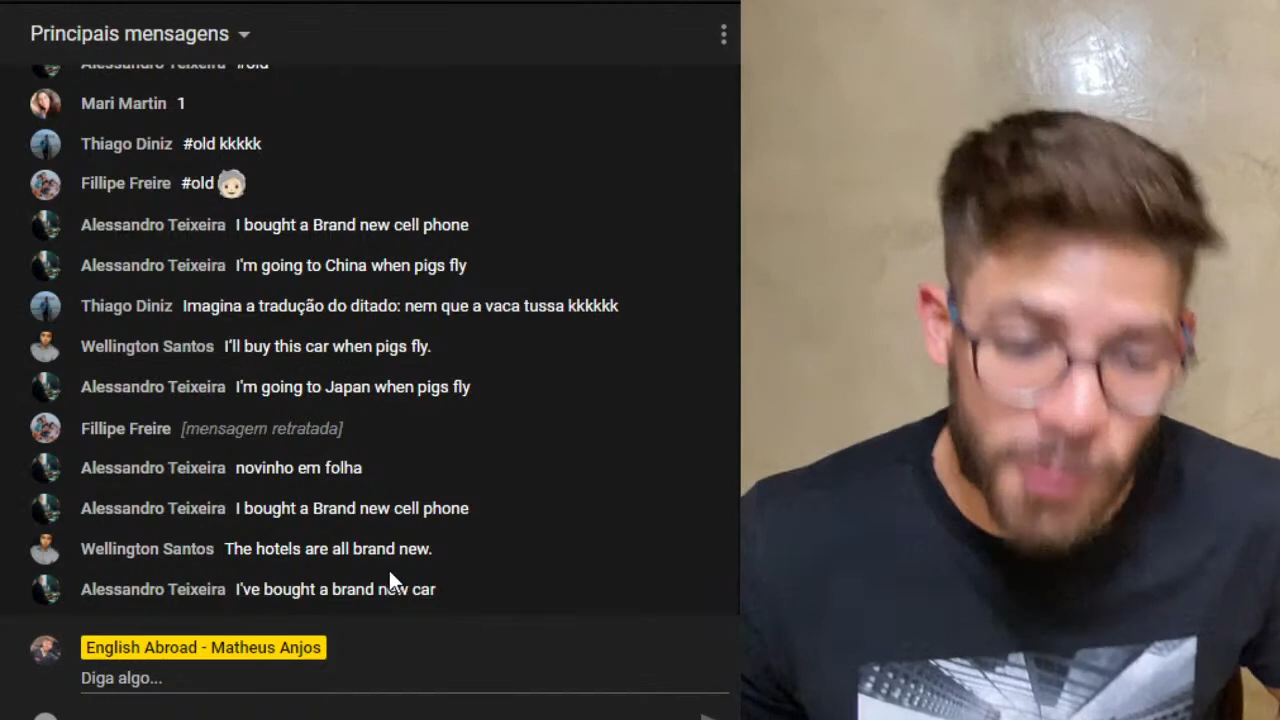 Principais mensagens
Alessandro Teixeira #old
Mari Martin 1
Thiago Diniz #old kkkkk
Fillipe Freire #old
Alessandro Teixeira I bought a Brand new cell phone
Alessandro Teixeira I'm going to China when pigs fly
Thiago Diniz Imagina a tradução do ditado: nem que a vaca tussa kkkkkk
Wellington Santos I'll buy this car when pigs fly.
Alessandro Teixeira I'm going to Japan when pigs fly
Fillipe Freire [mensagem retratada]
Alessandro Teixeira novinho em folha
Alessandro Teixeira I bought a Brand new cell phone
Wellington Santos The hotels are all brand new.
Alessandro Teixeira I've bought a brand new car
English Abroad - Matheus Anjos
Diga algo...